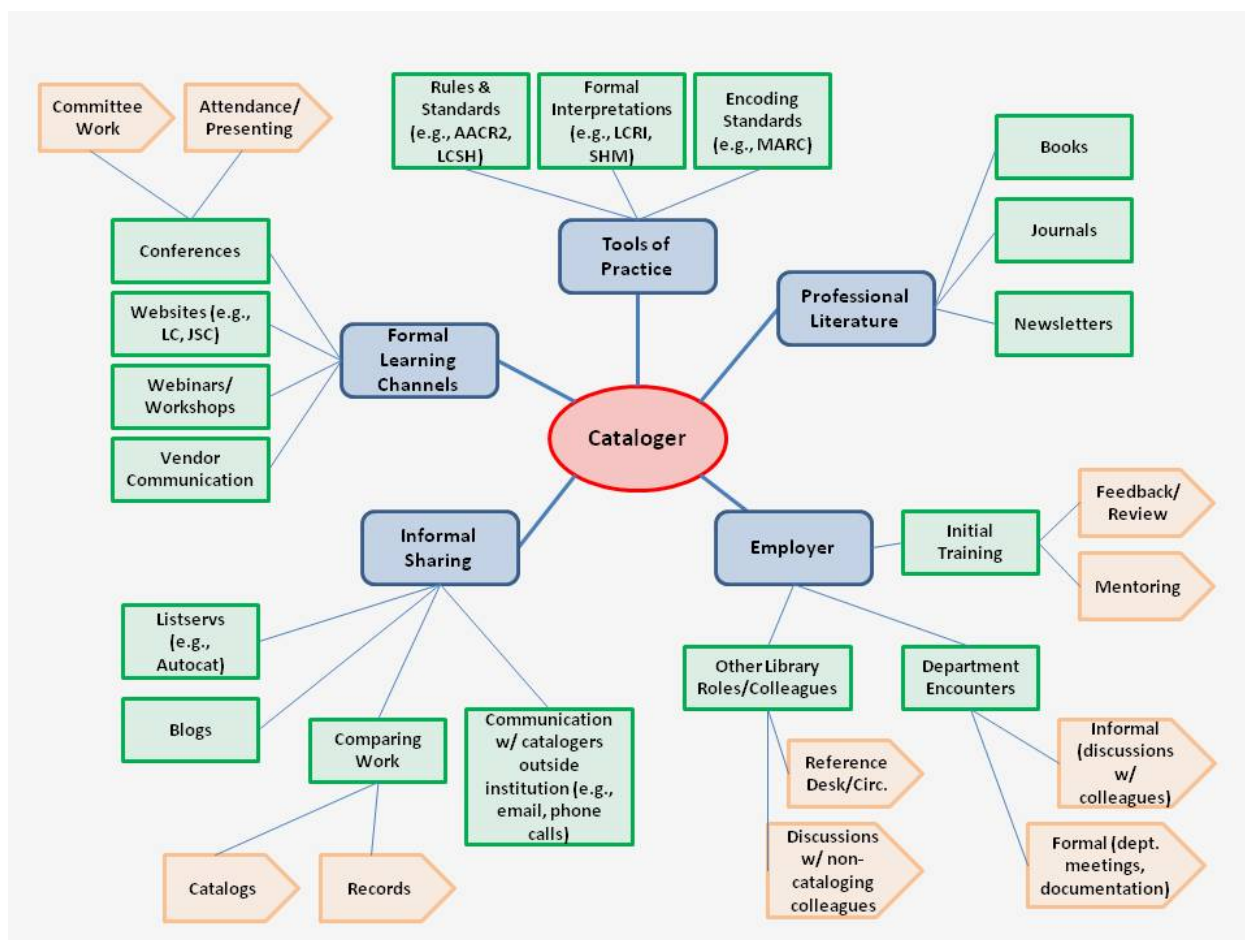 Committee
Work
Attendance/
Presenting
Rules &
Standards
(e.g., AACR2,
LCSH)
Formal
Interpretations
(e.g., LCRI,
SHM)
Encoding
Standards
(e.g., MARC)
Books
Journals
Newsletters
Conferences
Websites (e.g.,
LC, JSC)
Webinars/
Workshops
Vendor
Communication
Formal
Learning
Channels
Tools of
Practice
Professional
Literature
Cataloger
Informal
Sharing
Employer
Initial
Training
Feedback/
Review
Mentoring
Listservs
(e.g.,
Autocat)
Blogs
Comparing
Work
Communication
w/ catalogers
outside
institution (e.g.,
email, phone
calls)
Other Library
Roles/Colleagues
Department
Encounters
Reference
Desk/Circ.
Informal
(discussions
w/
colleagues)
Catalogs
Records
Discussions
w/ non-
cataloging
colleagues
Formal (dept.
meetings,
documentation)